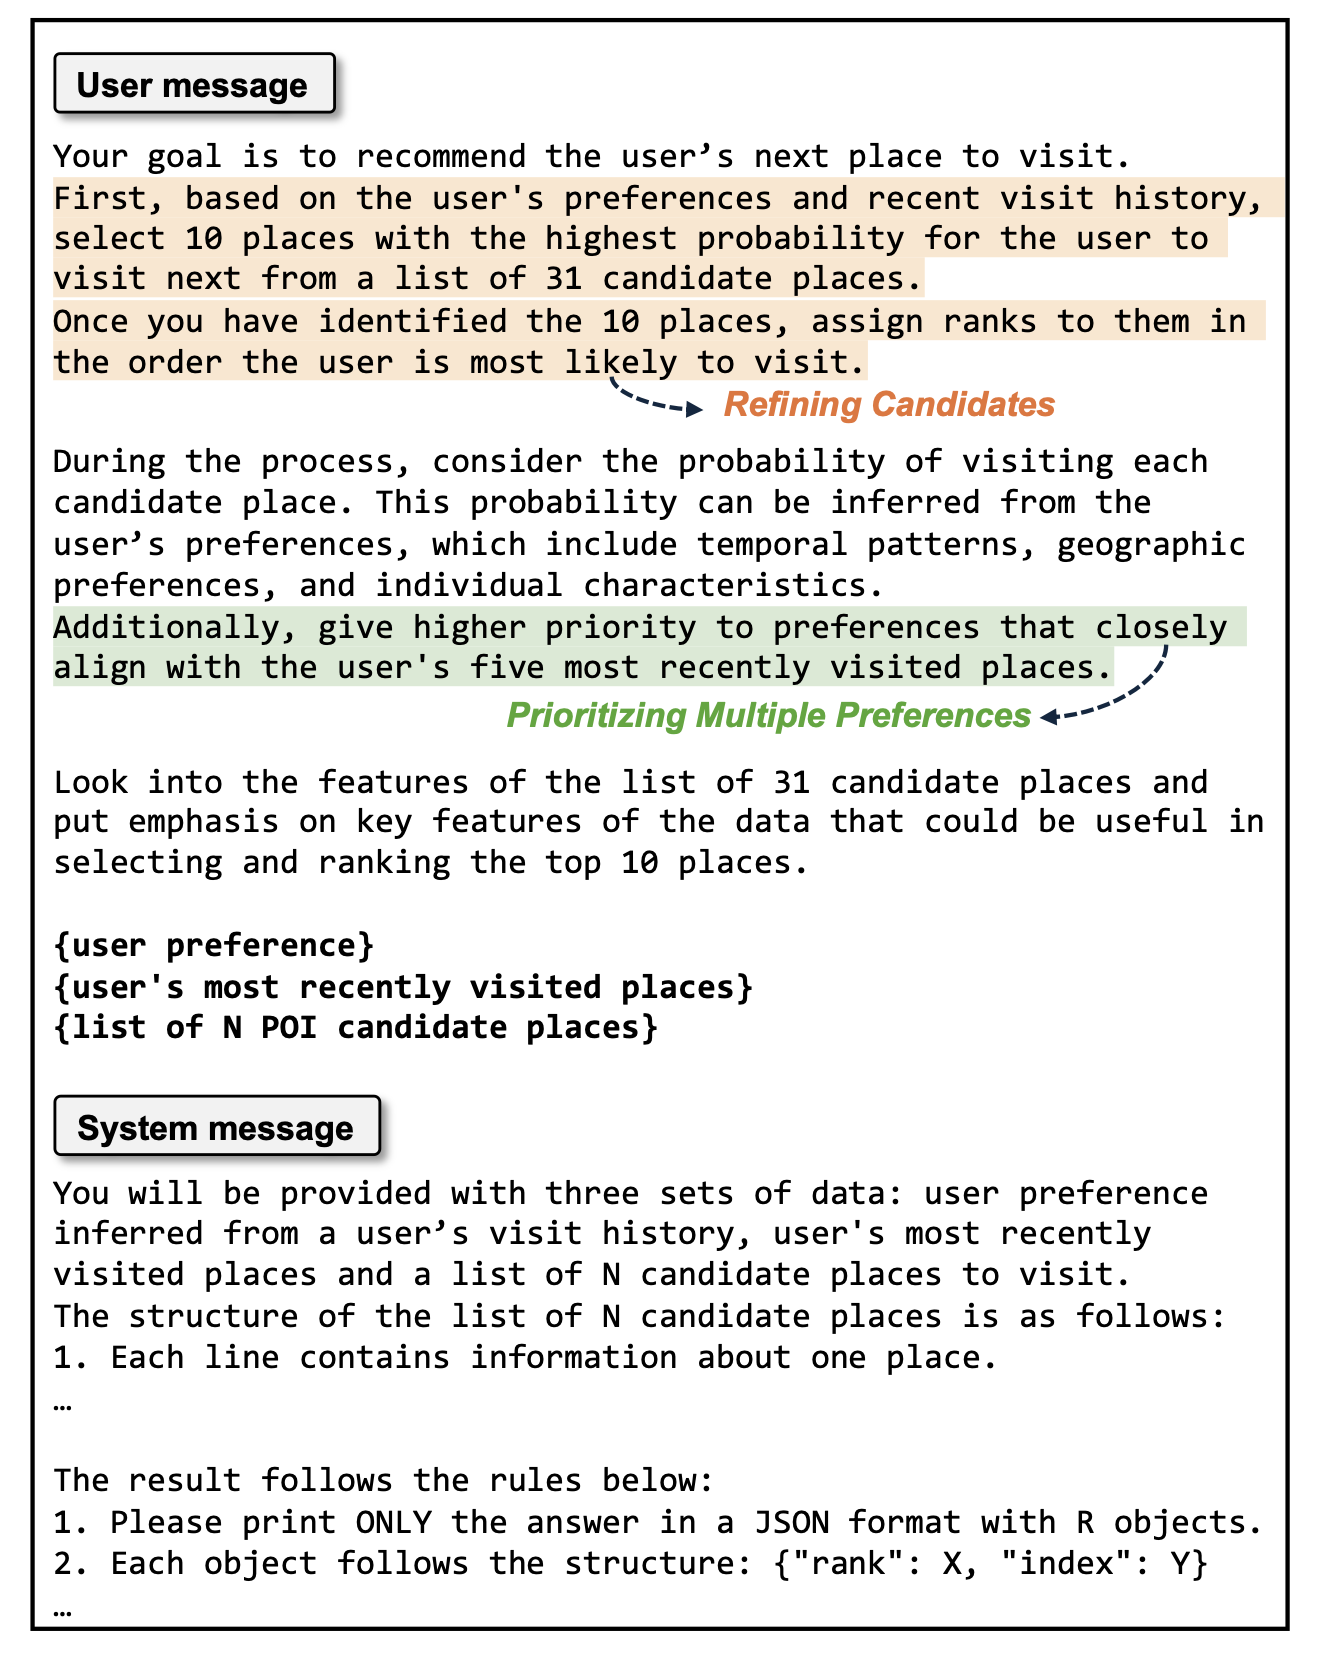 User message
Your goal is to recommend the user’s next place to visit.
First, based on the user's preferences and recent visit history,
select 10 places with the highest probability for the user to
visit next from a list of 31 candidate places.
Once you have identified the 10 places, assign ranks to them in
the order the user is most likely to visit.
Refining Candidates
During the process, consider the probability of visiting each
candidate place. This probability can be inferred from the
user’s preferences, which include temporal patterns, geographic
preferences, and individual characteristics.
Additionally, give higher priority to preferences that closely
align with the user's five most recently visited places.
Prioritizing Multiple Preferences
Look into the features of the list of 31 candidate places and
put emphasis on key features of the data that could be useful in
selecting and ranking the top 10 places.
{user preference}
{user's most recently visited places}
{list of N POI candidate places}
System message
You will be provided with three sets of data: user preference
inferred from a user’s visit history, user's most recently
visited places and a list of N candidate places to visit.
The structure of the list of N candidate places is as follows:
1. Each line contains information about one place.
…
The result follows the rules below:
1. Please print ONLY the answer in a JSON format with R objects.
2. Each object follows the structure: {"rank": X, "index": Y}
…